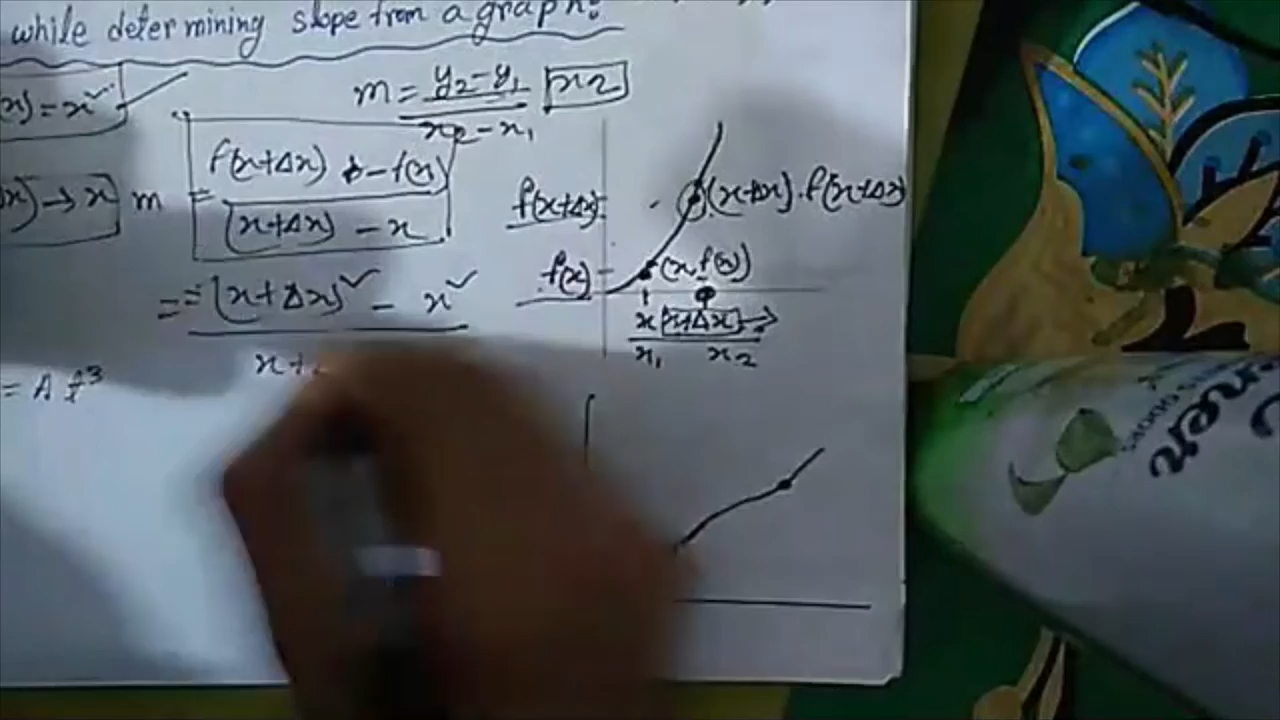 while determining slope from a graph:
(x) = x²
m = y₂ - y₁
x₂ - x₁
x2
f(x+Δx) - f(x)
m =
(x+Δx) - x
x) → x
= = (x+Δx)² - x²
x+
= A t³
f(x+Δx)
(x+Δx), f(x+Δx)
f(x)
(x, f(x))
x x+Δx →
x₁ x₂